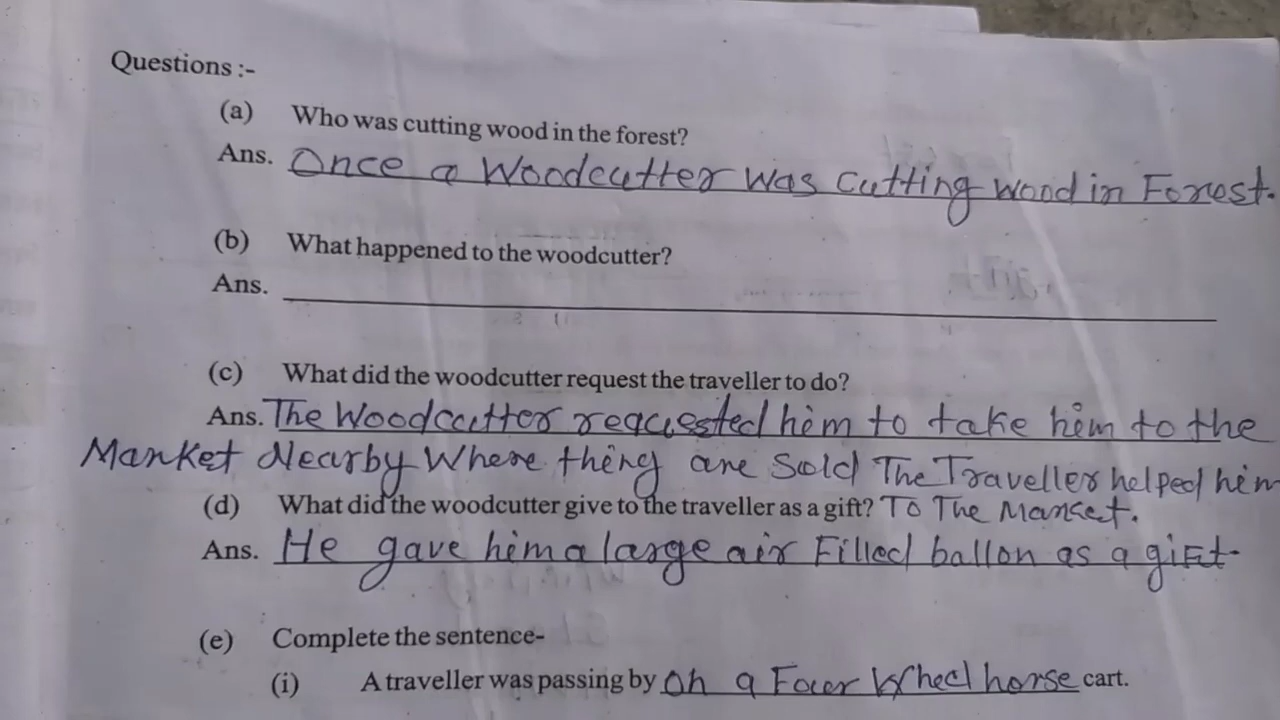 Questions :-
(a) Who was cutting wood in the forest?
Ans. Once a Woodcutter was cutting wood in Forest.
(b) What happened to the woodcutter?
Ans.
(c) What did the woodcutter request the traveller to do?
Ans. The Woodcutter requested him to take him to the
Market Nearby Where thing are Sold The Traveller helped him
(d) What did the woodcutter give to the traveller as a gift? To The Market.
Ans. He gave him a large air Filled ballon as a giFt.
(e) Complete the sentence-
(i) A traveller was passing by on a Four Wheel horse cart.